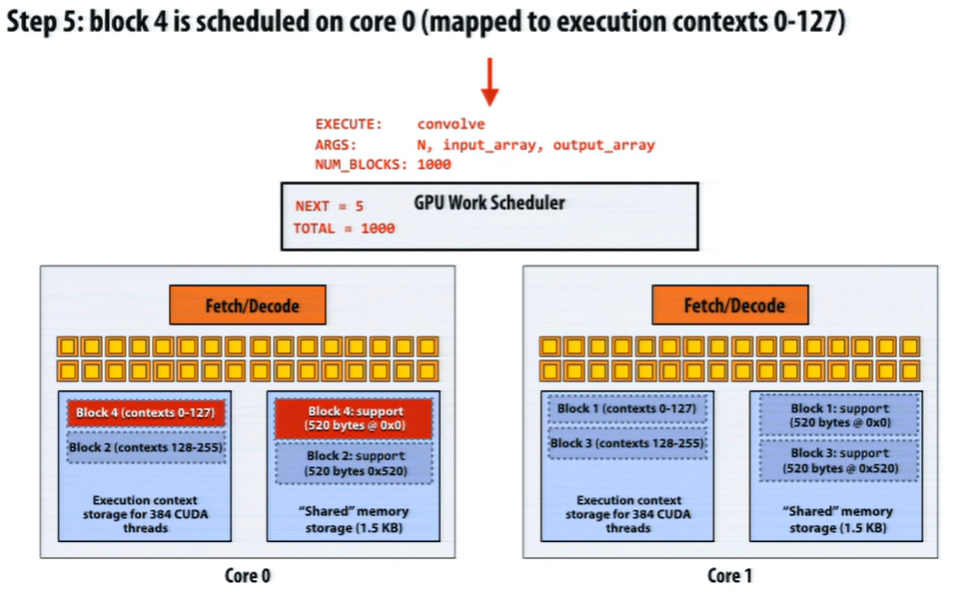 Step 5: block 4 is scheduled on core 0 (mapped to execution contexts 0-127)
EXECUTE: convolve
ARGS: N, input_array, output_array
NUM_BLOCKS: 1000
NEXT = 5
GPU Work Scheduler
TOTAL = 1000
Fetch/Decode
Block 4 (contexts 0-127)
Block 2 (contexts 128-255)
Execution context
storage for 384 CUDA
threads
Block 4: support
(520 bytes @ 0x0)
Block 2: support
(520 bytes 0x520)
“Shared” memory
storage (1.5 KB)
Core 0
Fetch/Decode
Block 1 (contexts 0-127)
Block 3 (contexts 128-255)
Execution context
storage for 384 CUDA
threads
Block 1: support
(520 bytes @ 0x0)
Block 3: support
(520 bytes @ 0x520)
“Shared” memory
storage (1.5 KB)
Core 1